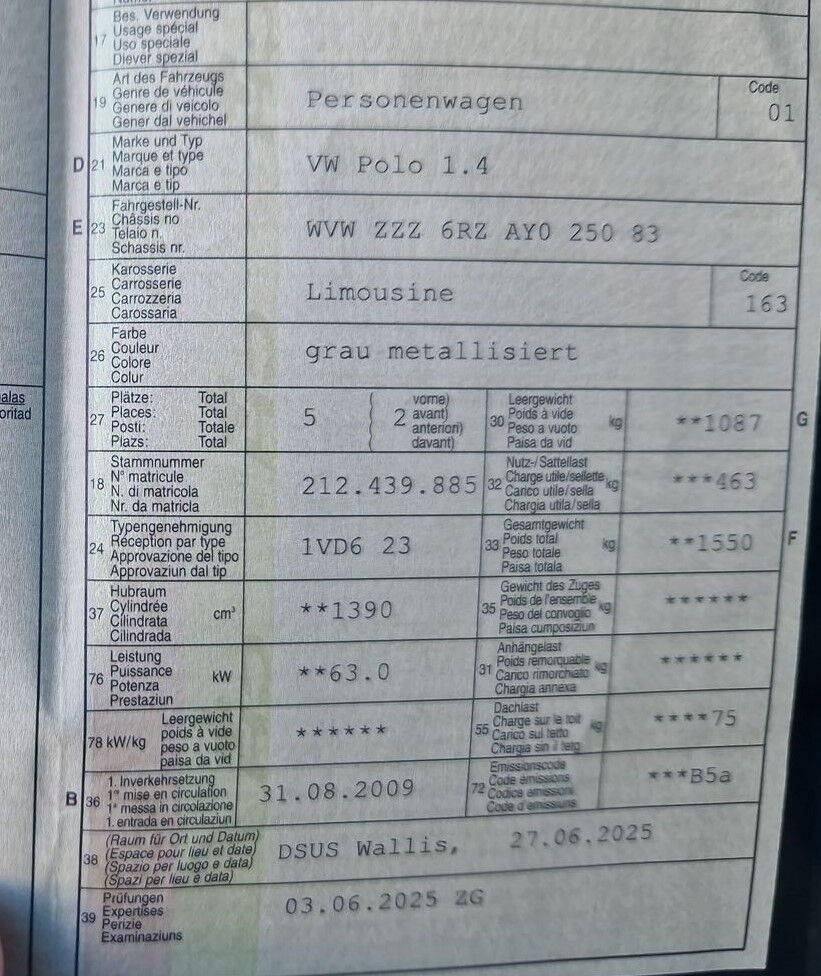 Bes. Verwendung
17 Usage spécial
Uso speciale
Diever spezial
Art des Fahrzeugs
19 Genre de véhicule
Genere di veicolo
Gener dal vehichel
Personenwagen
Code
01
Marke und Typ
D 21 Marque et type
Marca e tipo
Marca e tip
VW Polo 1.4
Fahrgestell-Nr.
E 23 Châssis no
Telaio n.
Schassis nr.
WVW ZZZ 6RZ AY0 250 83
Karosserie
25 Carrosserie
Carrozzeria
Carossaria
Limousine
Code
163
Farbe
26 Couleur
Colore
Colur
grau metallisiert
Plätze: Total
27 Places: Total
Posti: Totale
Plazs: Total
5 ( 2 vorne)
avant)
anteriori)
davant)
Leergewicht
30 Poids à vide kg
Peso a vuoto
Paisa da vid
**1087 G
Stammnummer
18 N° matricule
N. di matricola
Nr. da matricla
212.439.885
Nutz-/Sattellast
32 Charge utile/sellette kg
Carico utile/sella
Chargia utila/sella
***463
Typengenehmigung
24 Réception par type
Approvazione del tipo
Approvaziun dal tip
1VD6 23
Gesamtgewicht
33 Poids total kg
Peso totale
Paisa totala
**1550 F
Hubraum
37 Cylindrée cm³
Cilindrata
Cilindrada
**1390
Gewicht des Zuges
35 Poids de l'ensemble kg
Peso del convoglio
Paisa cumposiziun
******
Leistung
76 Puissance kW
Potenza
Prestaziun
**63.0
Anhängelast
31 Poids remorquable kg
Carico rimorchiato
Chargia annexa
******
Leergewicht
78 kW/kg poids à vide
peso a vuoto
paisa da vid
******
Dachlast
55 Charge sur le toit kg
Carico sul tetto
Chargia sin il tetg
****75
1. Inverkehrsetzung
B 36 1re mise en circulation
1a messa in circolazione
1. entrada en circulaziun
31.08.2009
Emissionscode
72 Code émissions
Codice emissioni
Code d'emissiuns
***B5a
(Raum für Ort und Datum)
38 (Espace pour lieu et date)
(Spazio per luogo e data)
(Spazi per lieu e data)
DSUS Wallis, 27.06.2025
Prüfungen
39 Expertises
Perizie
Examinaziuns
03.06.2025 ZG
alas
oritad